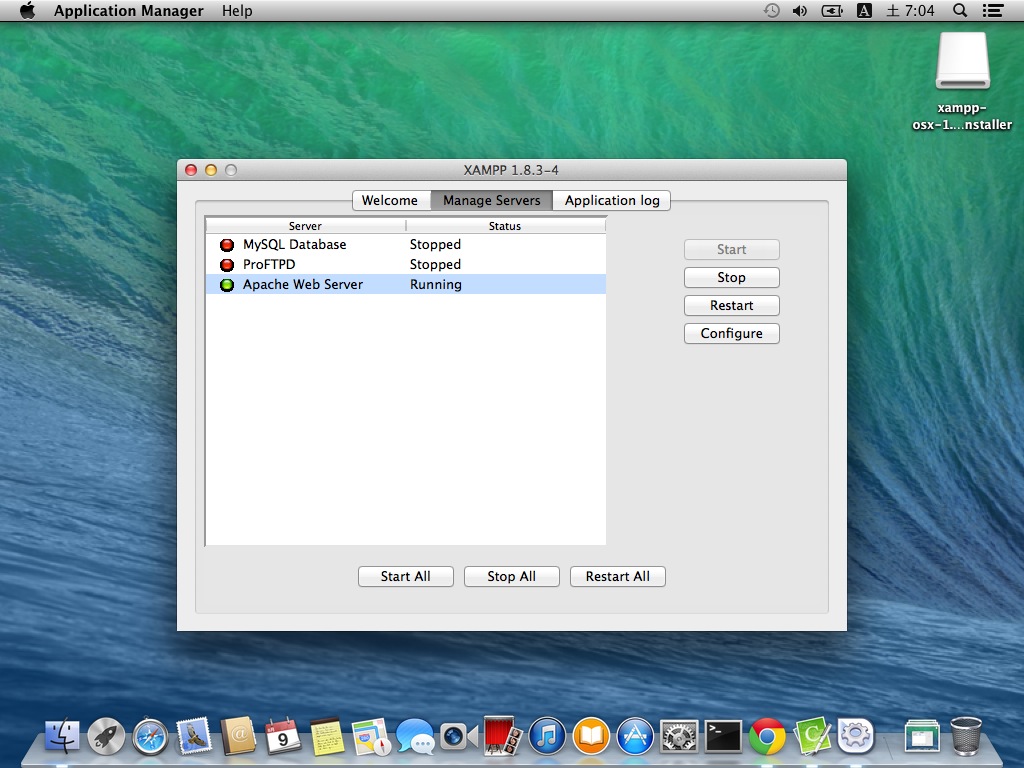 Application Manager Help A 土 7:04
xampp-
osx-1....nstaller
XAMPP 1.8.3-4
Welcome Manage Servers Application log
Server Status
MySQL Database Stopped
ProFTPD Stopped
Apache Web Server Running
Start
Stop
Restart
Configure
Start All Stop All Restart All
9